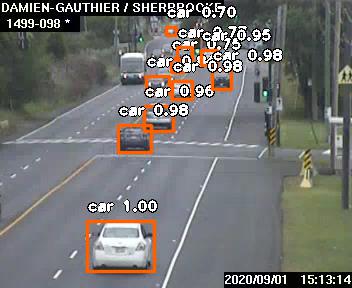 DAMIEN-GAUTHIER / SHERBROOKE
1499-098 *
car 0.70
car 0.95
car 0.75
car 0.98
car 0.98
car 0.96
car 0.98
car 1.00
2020/09/01 15:13:14